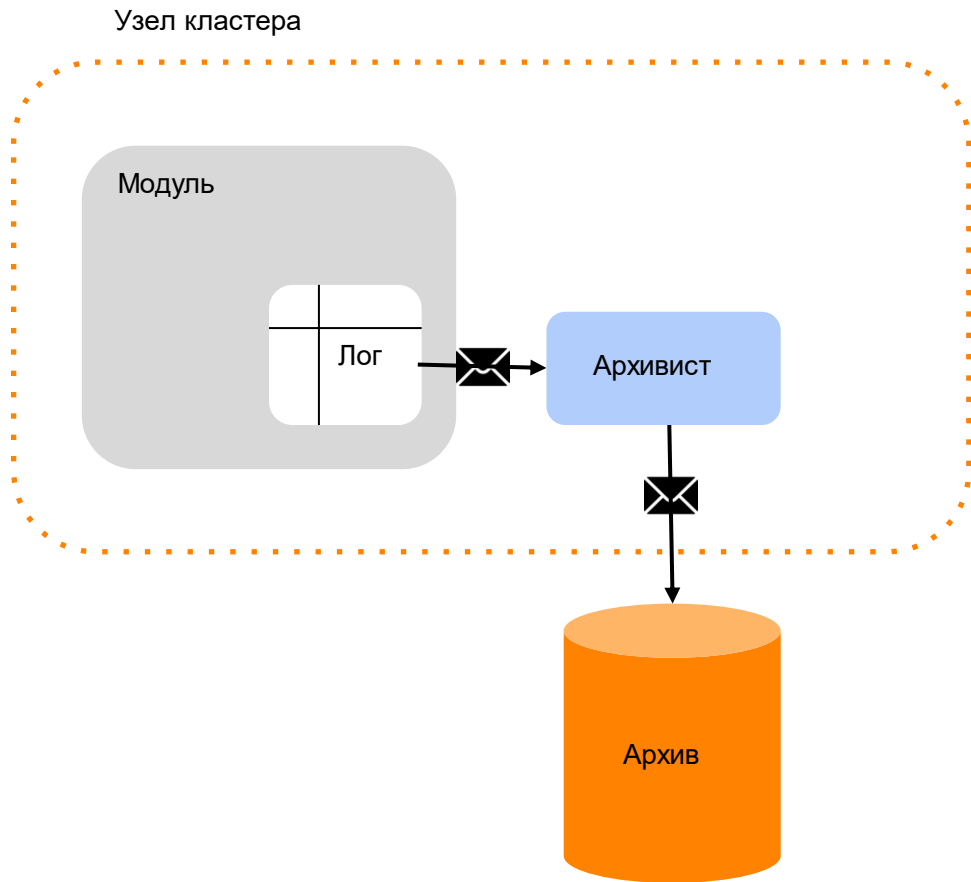 Узел кластера
Модуль
Лог
Архивист
Архив